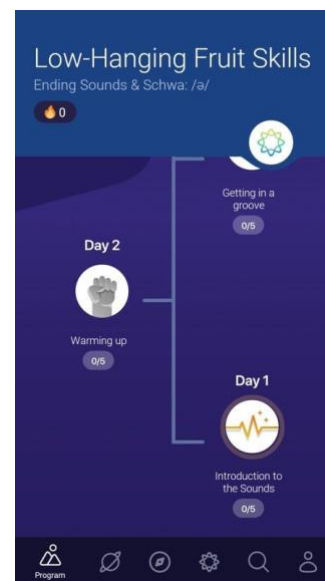 Low-Hanging Fruit Skills
Ending Sounds & Schwa: /ə/
0
Getting in a
groove
0/5
Day 2
Warming up
0/5
Day 1
Introduction to
the Sounds
0/5
Program